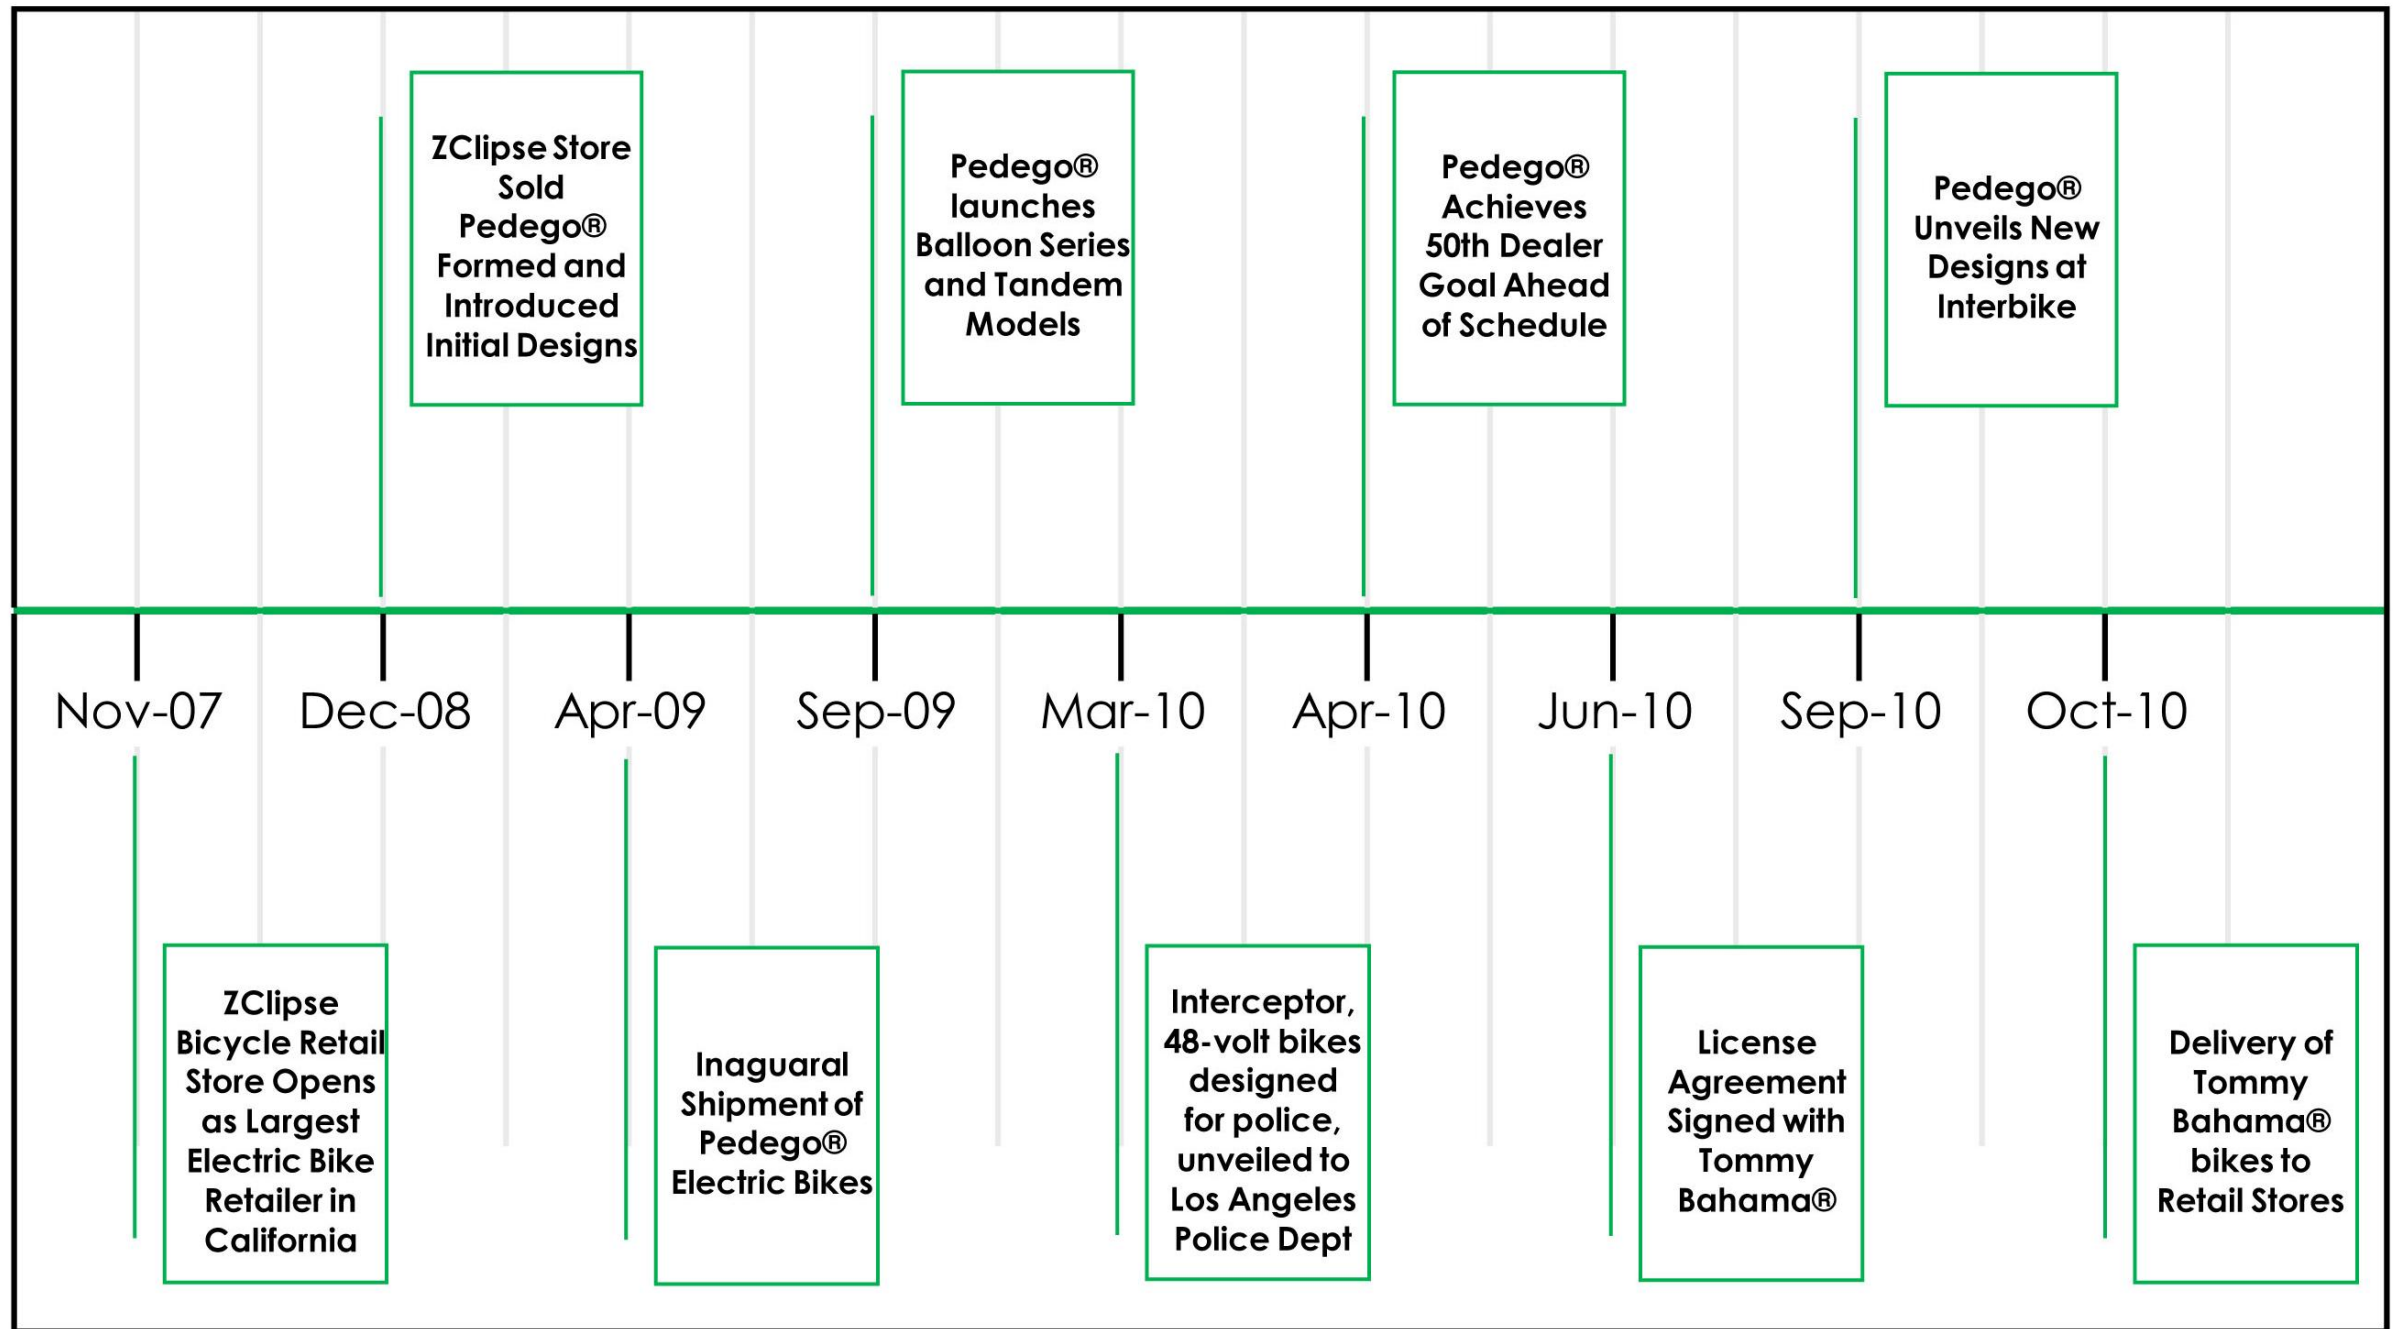 ZClipse Store
Sold
Pedego®
Formed and
Introduced
Initial Designs
Pedego®
launches
Balloon Series
and Tandem
Models
Pedego®
Achieves
50th Dealer
Goal Ahead
of Schedule
Pedego®
Unveils New
Designs at
Interbike
Nov-07 Dec-08 Apr-09 Sep-09 Mar-10 Apr-10 Jun-10 Sep-10 Oct-10
ZClipse
Bicycle Retail
Store Opens
as Largest
Electric Bike
Retailer in
California
Inaguaral
Shipment of
Pedego®
Electric Bikes
Interceptor,
48-volt bikes
designed
for police,
unveiled to
Los Angeles
Police Dept
License
Agreement
Signed with
Tommy
Bahama®
Delivery of
Tommy
Bahama®
bikes to
Retail Stores